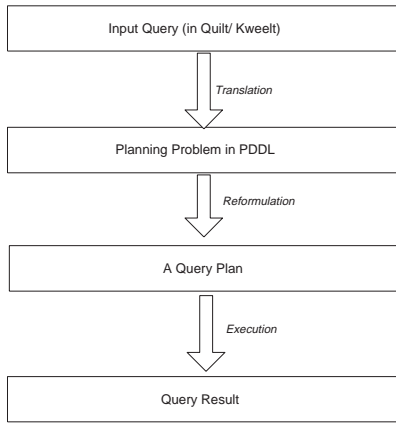 Input Query (in Quilt/ Kweelt)
Translation
Planning Problem in PDDL
Reformulation
A Query Plan
Execution
Query Result